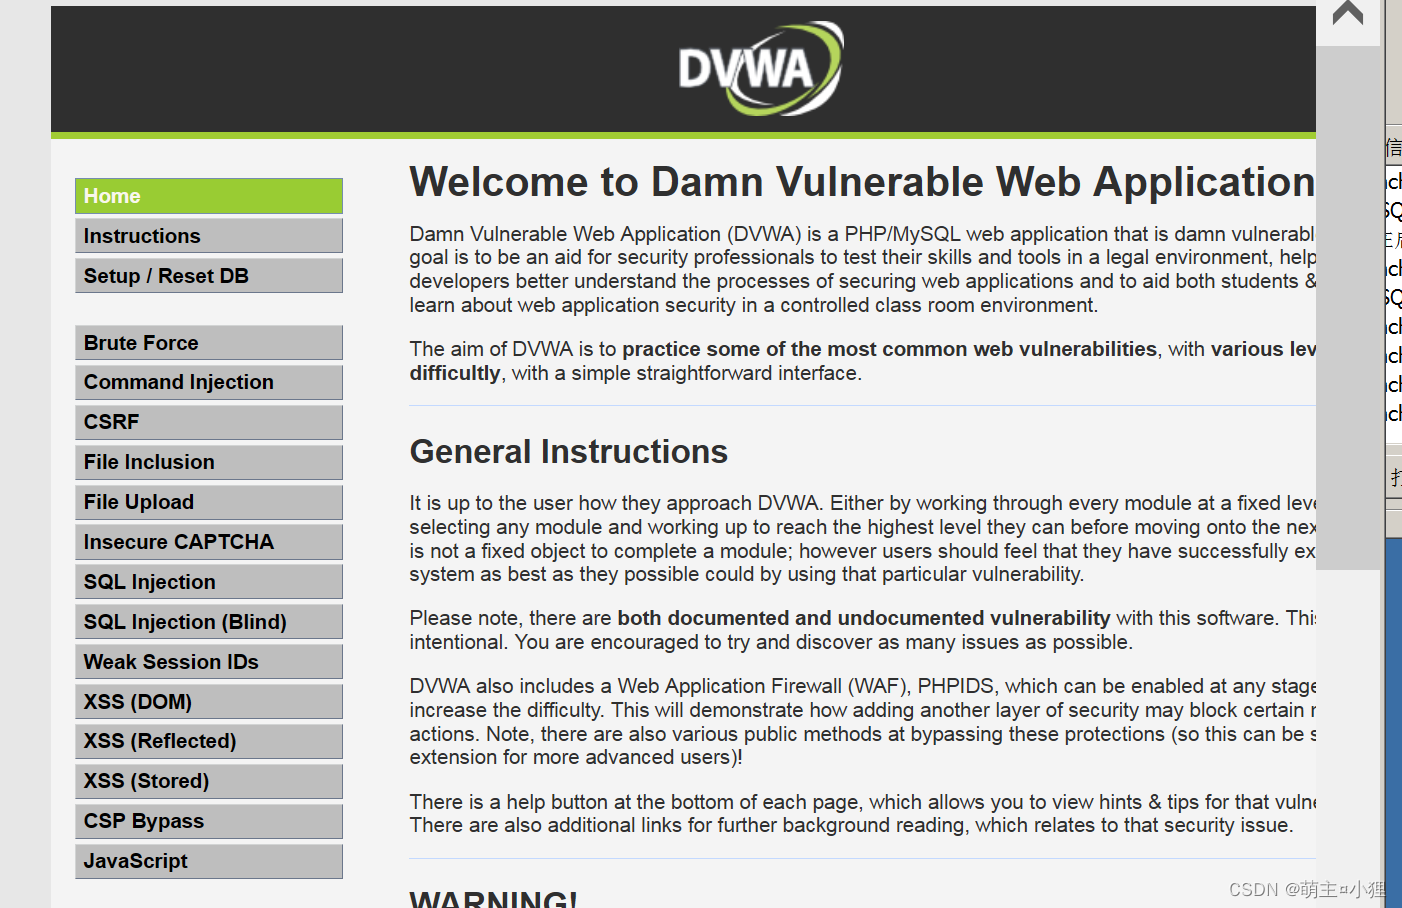 DVWA
Home
Instructions
Setup / Reset DB
Brute Force
Command Injection
CSRF
File Inclusion
File Upload
Insecure CAPTCHA
SQL Injection
SQL Injection (Blind)
Weak Session IDs
XSS (DOM)
XSS (Reflected)
XSS (Stored)
CSP Bypass
JavaScript
Welcome to Damn Vulnerable Web Application
Damn Vulnerable Web Application (DVWA) is a PHP/MySQL web application that is damn vulnerabl
goal is to be an aid for security professionals to test their skills and tools in a legal environment, help
developers better understand the processes of securing web applications and to aid both students &
learn about web application security in a controlled class room environment.
The aim of DVWA is to practice some of the most common web vulnerabilities, with various lev
difficultly, with a simple straightforward interface.
General Instructions
It is up to the user how they approach DVWA. Either by working through every module at a fixed leve
selecting any module and working up to reach the highest level they can before moving onto the nex
is not a fixed object to complete a module; however users should feel that they have successfully ex
system as best as they possible could by using that particular vulnerability.
Please note, there are both documented and undocumented vulnerability with this software. This
intentional. You are encouraged to try and discover as many issues as possible.
DVWA also includes a Web Application Firewall (WAF), PHPIDS, which can be enabled at any stage
increase the difficulty. This will demonstrate how adding another layer of security may block certain
actions. Note, there are also various public methods at bypassing these protections (so this can be s
extension for more advanced users)!
There is a help button at the bottom of each page, which allows you to view hints & tips for that vulne
There are also additional links for further background reading, which relates to that security issue.
WARNING!
CSDN @萌主¤小狸